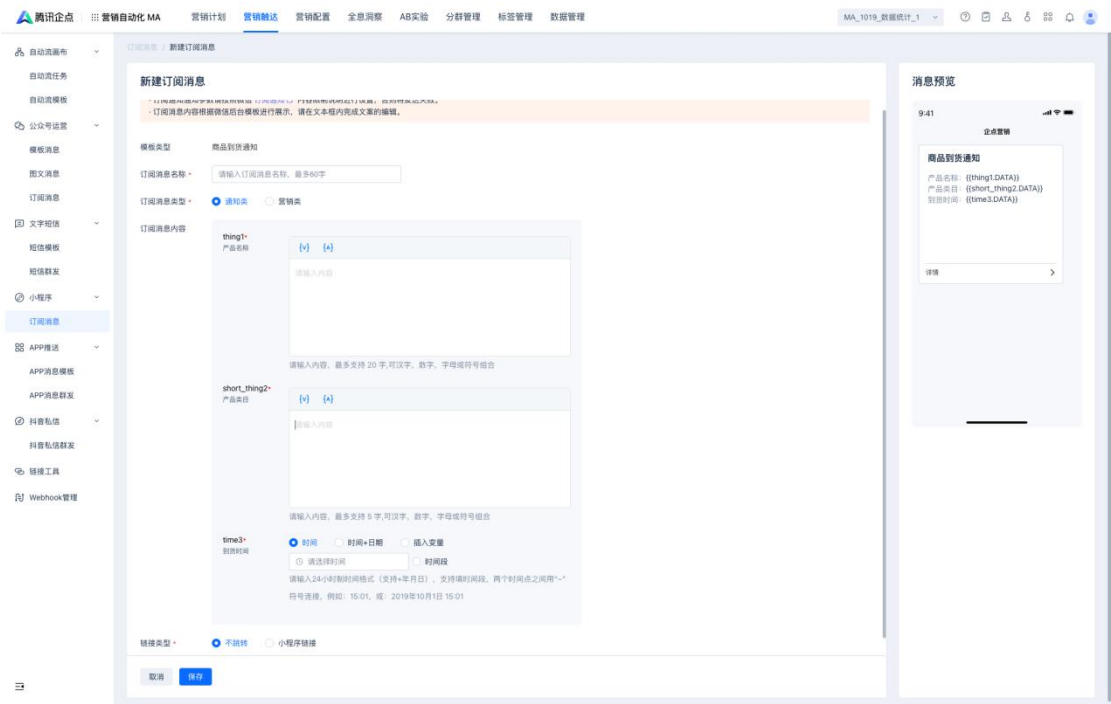 腾讯企点 营销自动化 MA 营销计划 营销触达 营销配置 全息洞察 AB实验 分群管理 标签管理 数据管理 MA_1019_数据统计_1
自动流画布
自动流任务
自动流模板
公众号运营
模板消息
图文消息
订阅消息
文字短信
短信模板
短信群发
小程序
订阅消息
APP推送
APP消息模板
APP消息群发
抖音私信
抖音私信群发
链接工具
Webhook管理
订阅消息 / 新建订阅消息
新建订阅消息
· 订阅消息内容根据微信后台模板进行展示，请在文本框内完成文案的编辑。
模板类型 商品到货通知
订阅消息名称 * 请输入订阅消息名称，最多60字
订阅消息类型 * 通知类 营销类
订阅消息内容
thing1*
产品名称
{v} {A}
请输入内容
请输入内容，最多支持 20 字,可汉字、数字、字母或符号组合
short_thing2*
产品类目
{v} {A}
请输入内容
请输入内容，最多支持 5 字,可汉字、数字、字母或符号组合
time3*
到货时间
时间 时间+日期 插入变量
请选择时间 时间段
请输入24小时制时间格式（支持+年月日），支持填时间段，两个时间点之间用“~”
符号连接，例如：15:01，或：2019年10月1日 15:01
链接类型 * 不跳转 小程序链接
取消 保存
消息预览
9:41
企点营销
商品到货通知
产品名称：{{thing1.DATA}}
产品类目：{{short_thing2.DATA}}
到货时间：{{time3.DATA}}
详情